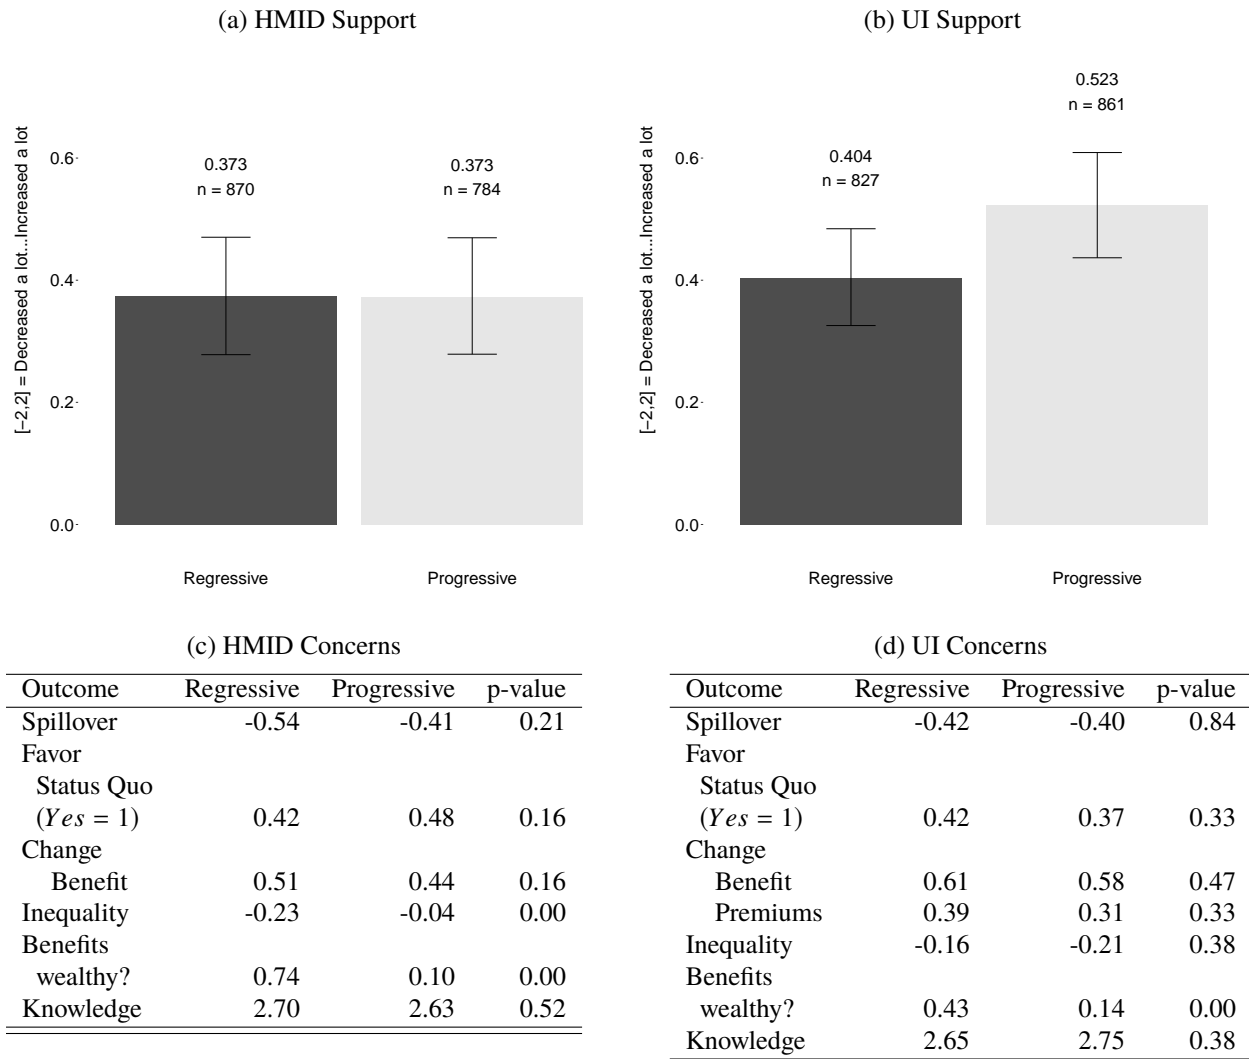 (a) HMID Support
[−2,2] = Decreased a lot...Increased a lot
0.6
0.4
0.2
0.0
0.373
n = 870
0.373
n = 784
Regressive Progressive
(b) UI Support
[−2,2] = Decreased a lot...Increased a lot
0.6
0.4
0.2
0.0
0.404
n = 827
0.523
n = 861
Regressive Progressive
(c) HMID Concerns
Outcome Regressive Progressive p-value
Spillover -0.54 -0.41 0.21
Favor
Status Quo
(Yes = 1) 0.42 0.48 0.16
Change
Benefit 0.51 0.44 0.16
Inequality -0.23 -0.04 0.00
Benefits
wealthy? 0.74 0.10 0.00
Knowledge 2.70 2.63 0.52
(d) UI Concerns
Outcome Regressive Progressive p-value
Spillover -0.42 -0.40 0.84
Favor
Status Quo
(Yes = 1) 0.42 0.37 0.33
Change
Benefit 0.61 0.58 0.47
Premiums 0.39 0.31 0.33
Inequality -0.16 -0.21 0.38
Benefits
wealthy? 0.43 0.14 0.00
Knowledge 2.65 2.75 0.38